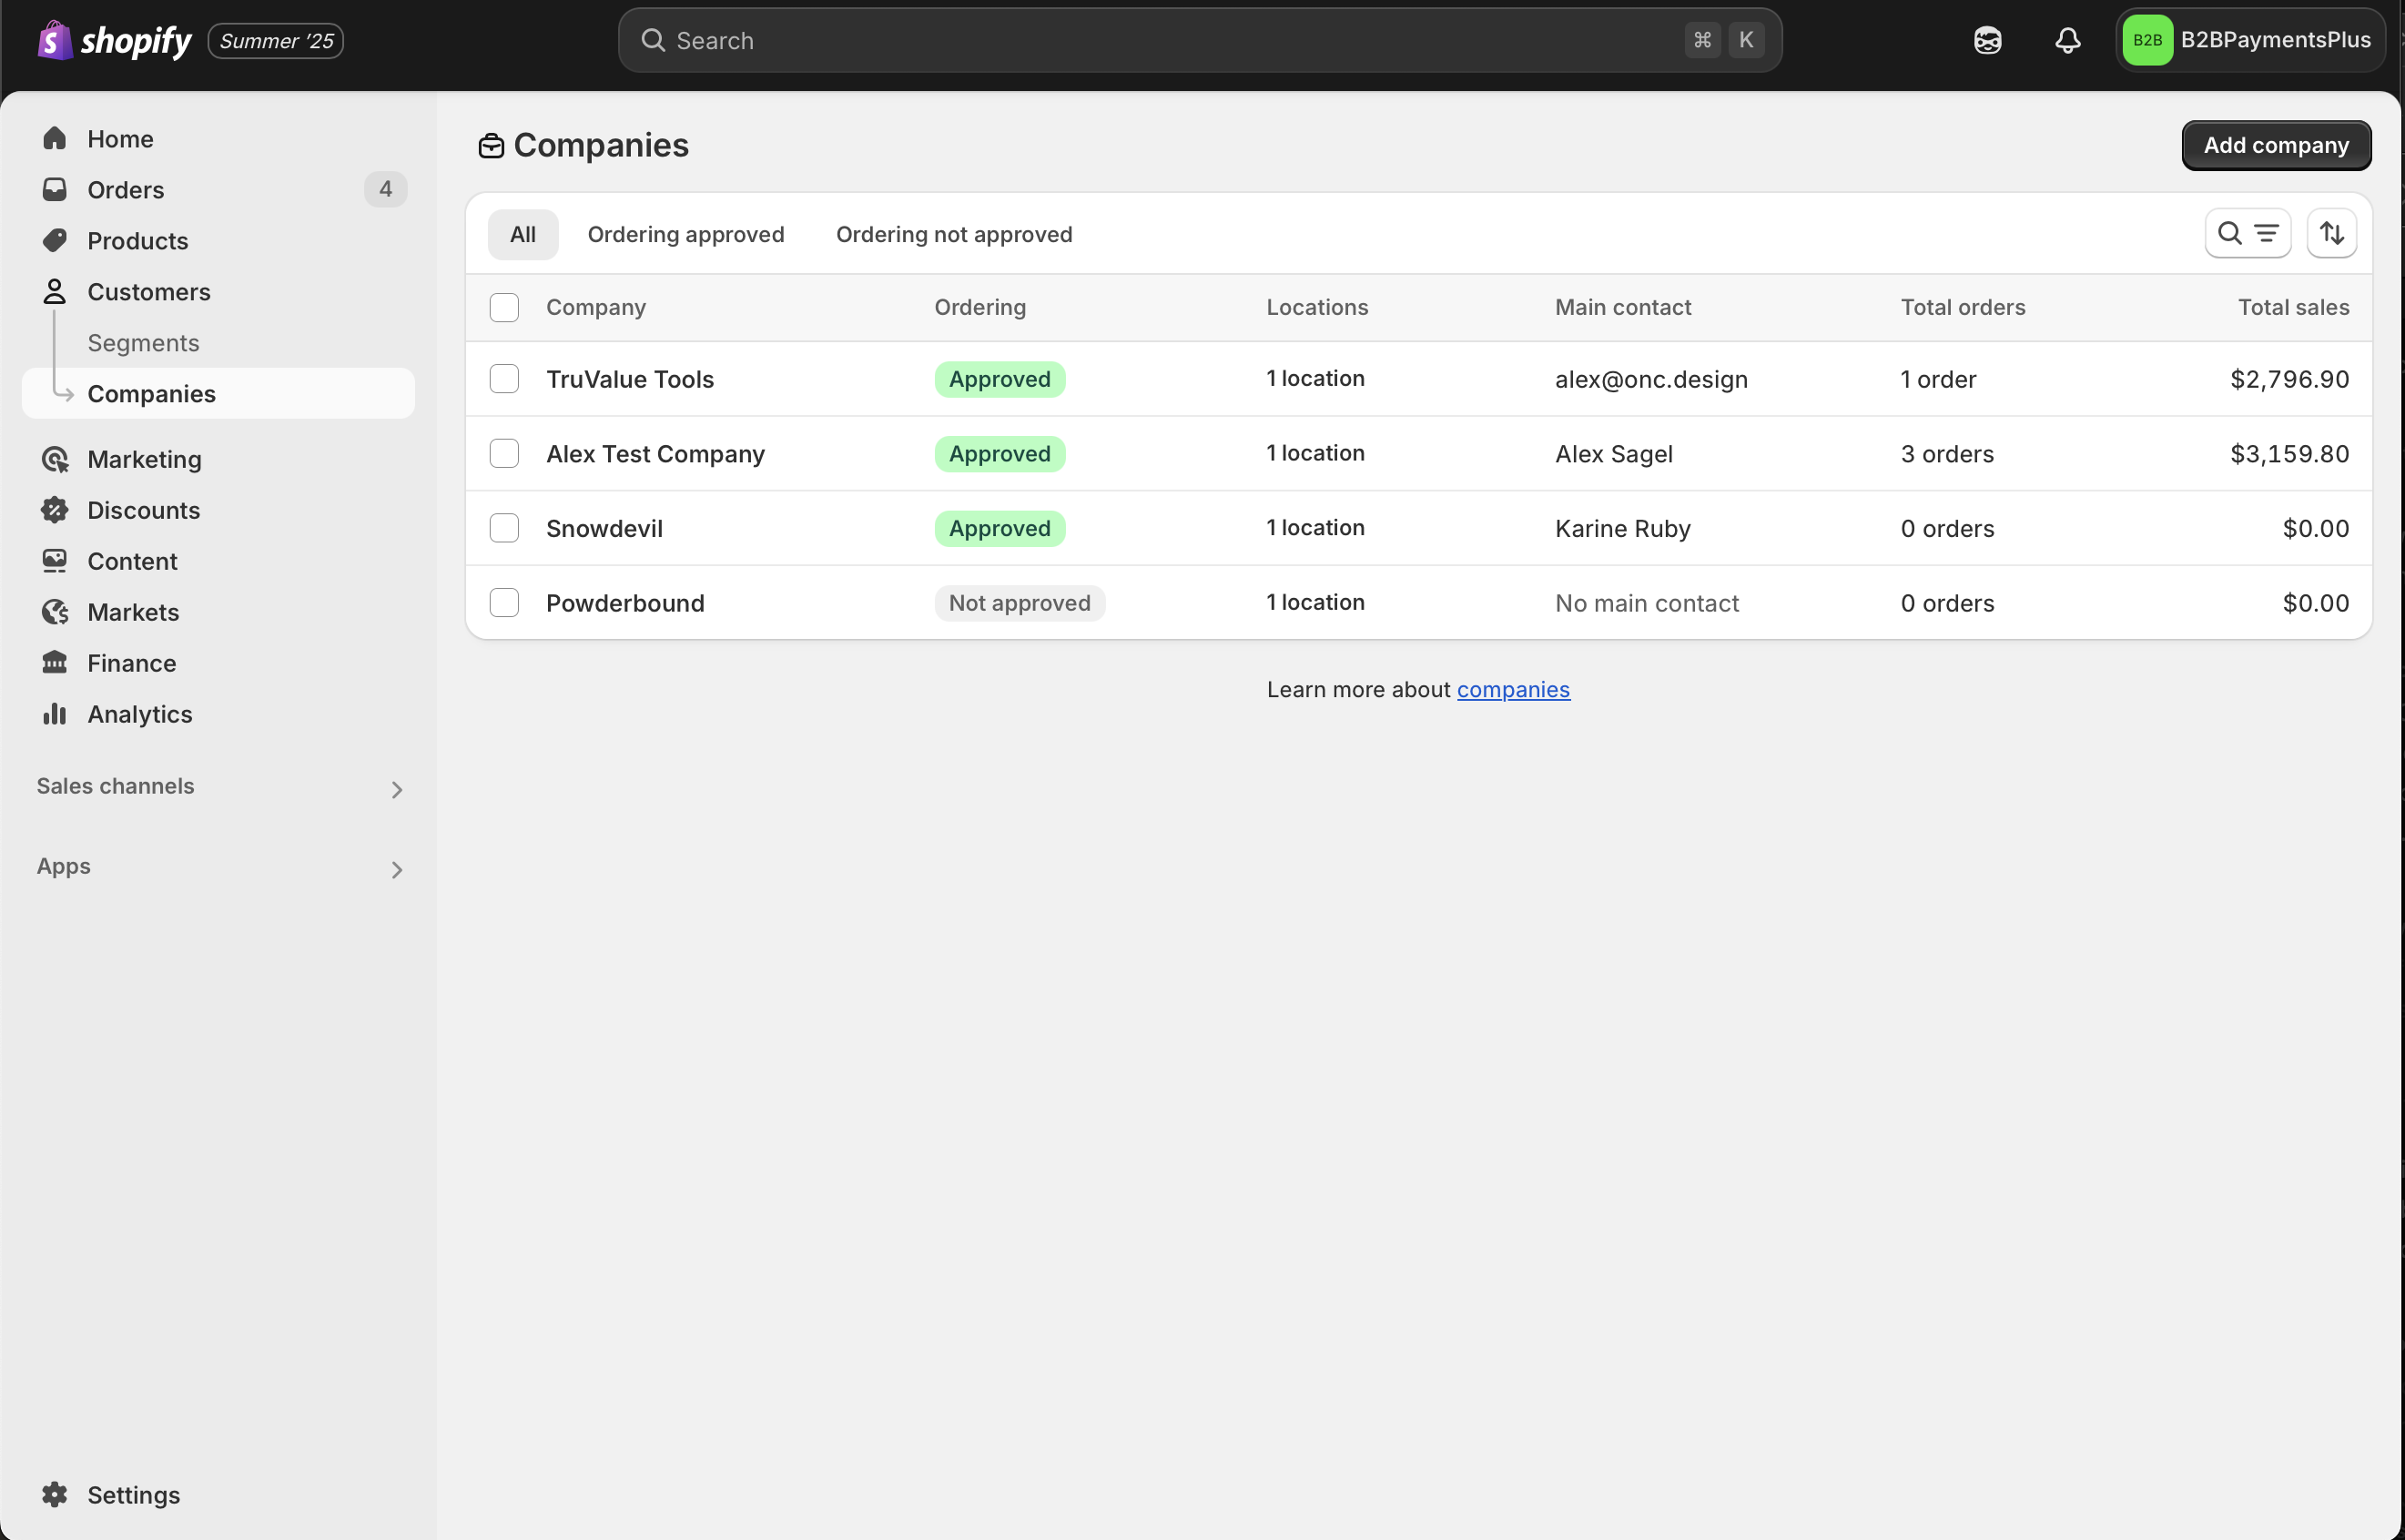 shopify Summer ’25 Search ⌘ K B2B B2BPaymentsPlus
Home
Orders 4
Products
Customers
Segments
Companies
Marketing
Discounts
Content
Markets
Finance
Analytics
Sales channels
Apps
Settings
Companies Add company
All Ordering approved Ordering not approved
Company Ordering Locations Main contact Total orders Total sales
TruValue Tools Approved 1 location alex@onc.design 1 order $2,796.90
Alex Test Company Approved 1 location Alex Sagel 3 orders $3,159.80
Snowdevil Approved 1 location Karine Ruby 0 orders $0.00
Powderbound Not approved 1 location No main contact 0 orders $0.00
Learn more about companies